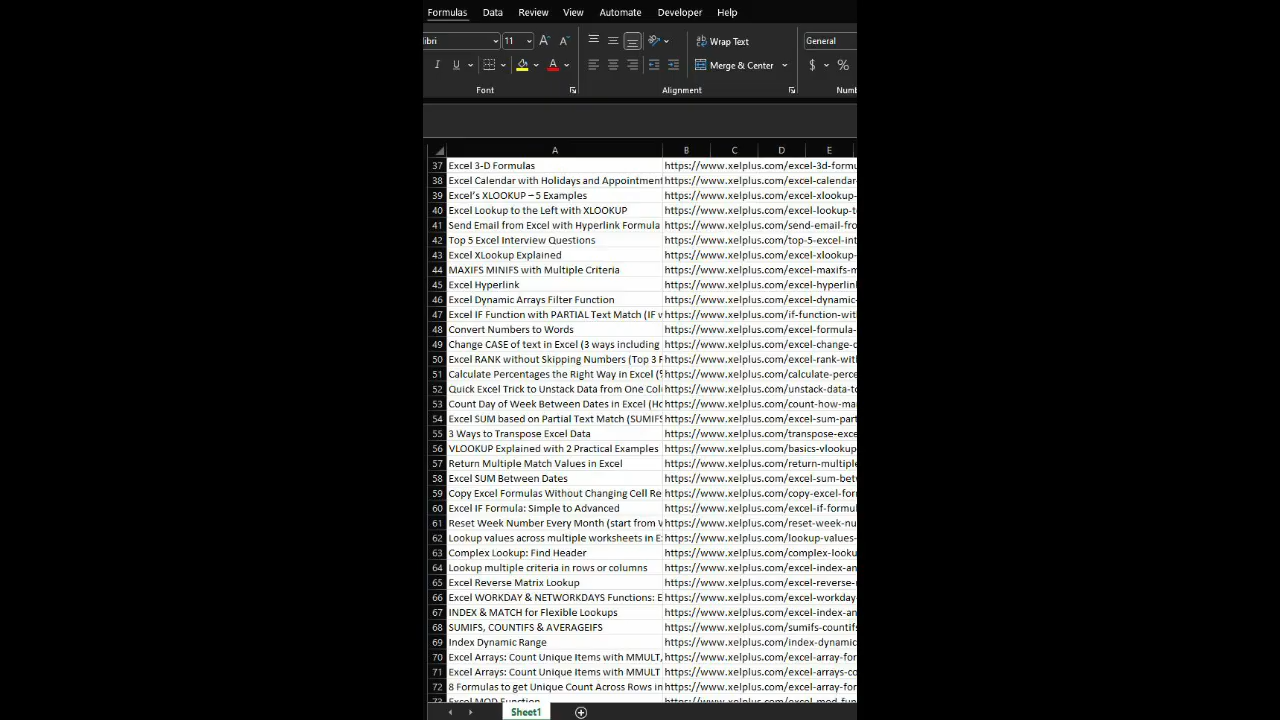 Formulas Data Review View Automate Developer Help
libri 11 A A ab Wrap Text General
I U A Merge & Center $ %
Font Alignment Numb
A B C D E
37 Excel 3-D Formulas https://www.xelplus.com/excel-3d-formu
38 Excel Calendar with Holidays and Appointment https://www.xelplus.com/excel-calendar-
39 Excel's XLOOKUP – 5 Examples https://www.xelplus.com/excel-xlookup-
40 Excel Lookup to the Left with XLOOKUP https://www.xelplus.com/excel-lookup-t
41 Send Email from Excel with Hyperlink Formula https://www.xelplus.com/send-email-fro
42 Top 5 Excel Interview Questions https://www.xelplus.com/top-5-excel-int
43 Excel XLookup Explained https://www.xelplus.com/excel-xlookup-
44 MAXIFS MINIFS with Multiple Criteria https://www.xelplus.com/excel-maxifs-m
45 Excel Hyperlink https://www.xelplus.com/excel-hyperlink
46 Excel Dynamic Arrays Filter Function https://www.xelplus.com/excel-dynamic-
47 Excel IF Function with PARTIAL Text Match (IF w https://www.xelplus.com/if-function-wit
48 Convert Numbers to Words https://www.xelplus.com/excel-formula-
49 Change CASE of text in Excel (3 ways including https://www.xelplus.com/excel-change-c
50 Excel RANK without Skipping Numbers (Top 3 R https://www.xelplus.com/excel-rank-with
51 Calculate Percentages the Right Way in Excel (% https://www.xelplus.com/calculate-perce
52 Quick Excel Trick to Unstack Data from One Col https://www.xelplus.com/unstack-data-to
53 Count Day of Week Between Dates in Excel (Ho https://www.xelplus.com/count-how-ma
54 Excel SUM based on Partial Text Match (SUMIFS https://www.xelplus.com/excel-sum-part
55 3 Ways to Transpose Excel Data https://www.xelplus.com/transpose-exce
56 VLOOKUP Explained with 2 Practical Examples https://www.xelplus.com/basics-vlookup
57 Return Multiple Match Values in Excel https://www.xelplus.com/return-multiple
58 Excel SUM Between Dates https://www.xelplus.com/excel-sum-bet
59 Copy Excel Formulas Without Changing Cell Re https://www.xelplus.com/copy-excel-for
60 Excel IF Formula: Simple to Advanced https://www.xelplus.com/excel-if-formul
61 Reset Week Number Every Month (start from W https://www.xelplus.com/reset-week-nu
62 Lookup values across multiple worksheets in E https://www.xelplus.com/lookup-values-
63 Complex Lookup: Find Header https://www.xelplus.com/complex-looku
64 Lookup multiple criteria in rows or columns https://www.xelplus.com/excel-index-an
65 Excel Reverse Matrix Lookup https://www.xelplus.com/excel-reverse-
66 Excel WORKDAY & NETWORKDAYS Functions: E https://www.xelplus.com/excel-workday-
67 INDEX & MATCH for Flexible Lookups https://www.xelplus.com/excel-index-an
68 SUMIFS, COUNTIFS & AVERAGEIFS https://www.xelplus.com/sumifs-countif
69 Index Dynamic Range https://www.xelplus.com/index-dynamic
70 Excel Arrays: Count Unique Items with MMULT, https://www.xelplus.com/excel-array-for
71 Excel Arrays: Count Unique Items with MMULT https://www.xelplus.com/excel-arrays-co
72 8 Formulas to get Unique Count Across Rows in https://www.xelplus.com/excel-array-for
73 Excel MOD Function https://www.xelplus.com/excel-mod-fun
Sheet1